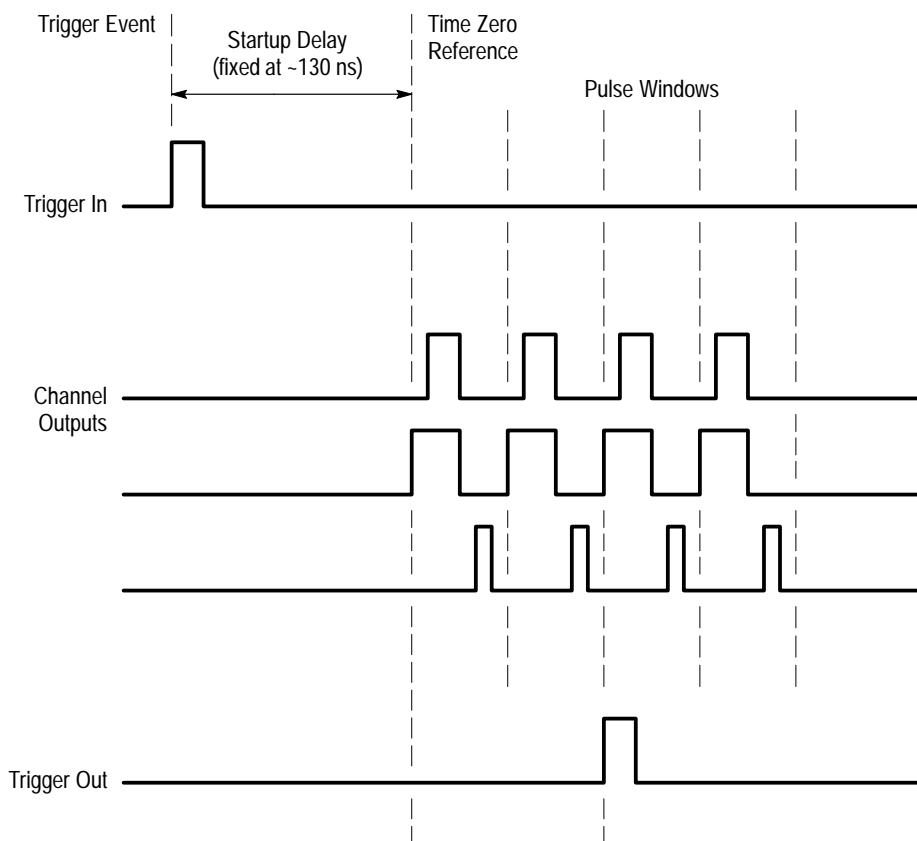 Trigger Event
Startup Delay
(fixed at ~130 ns)
Time Zero
Reference
Pulse Windows
Trigger In
Channel
Outputs
Trigger Out